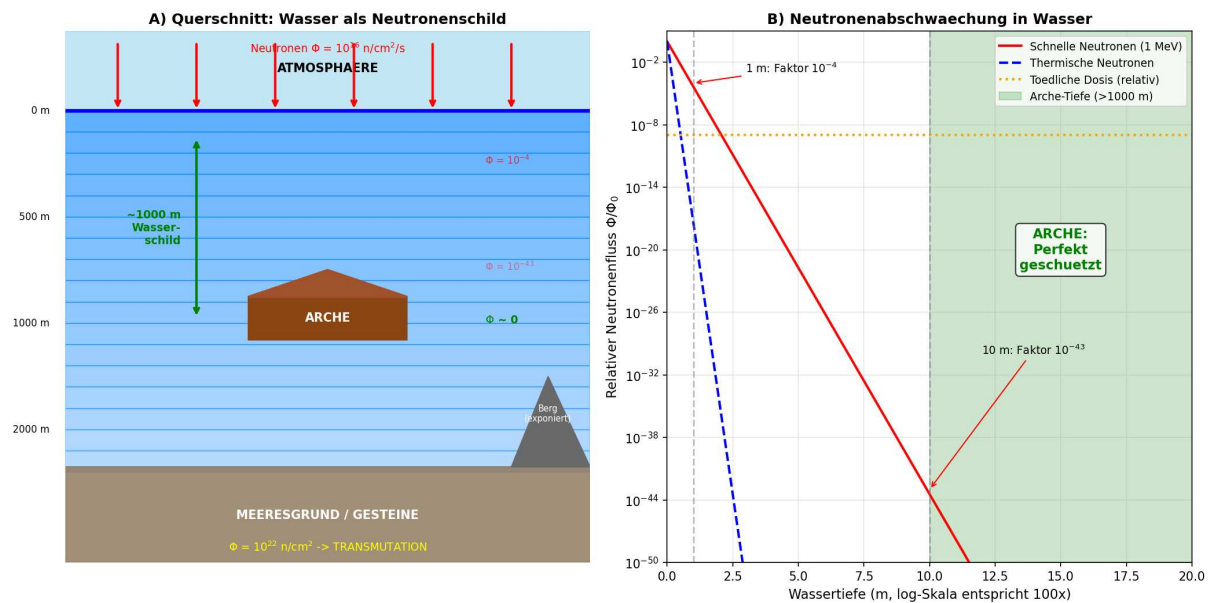 A) Querschnitt: Wasser als Neutronenschild
Neutronen Φ = 10¹⁶ n/cm²/s
ATMOSPHAERE
0 m
Φ = 10⁻⁴
500 m
~1000 m
Wasser-
schild
Φ = 10⁻⁴³
1000 m
ARCHE
Φ ~ 0
2000 m
Berg
(exponiert)
MEERESGRUND / GESTEINE
Φ = 10²² n/cm² -> TRANSMUTATION
B) Neutronenabschwaechung in Wasser
Schnelle Neutronen (1 MeV)
Thermische Neutronen
Toedliche Dosis (relativ)
Arche-Tiefe (>1000 m)
1 m: Faktor 10⁻⁴
ARCHE:
Perfekt
geschuetzt
10 m: Faktor 10⁻⁴³
Relativer Neutronenfluss Φ/Φ₀
10⁻²
10⁻⁸
10⁻¹⁴
10⁻²⁰
10⁻²⁶
10⁻³²
10⁻³⁸
10⁻⁴⁴
10⁻⁵⁰
0.0 2.5 5.0 7.5 10.0 12.5 15.0 17.5 20.0
Wassertiefe (m, log-Skala entspricht 100x)